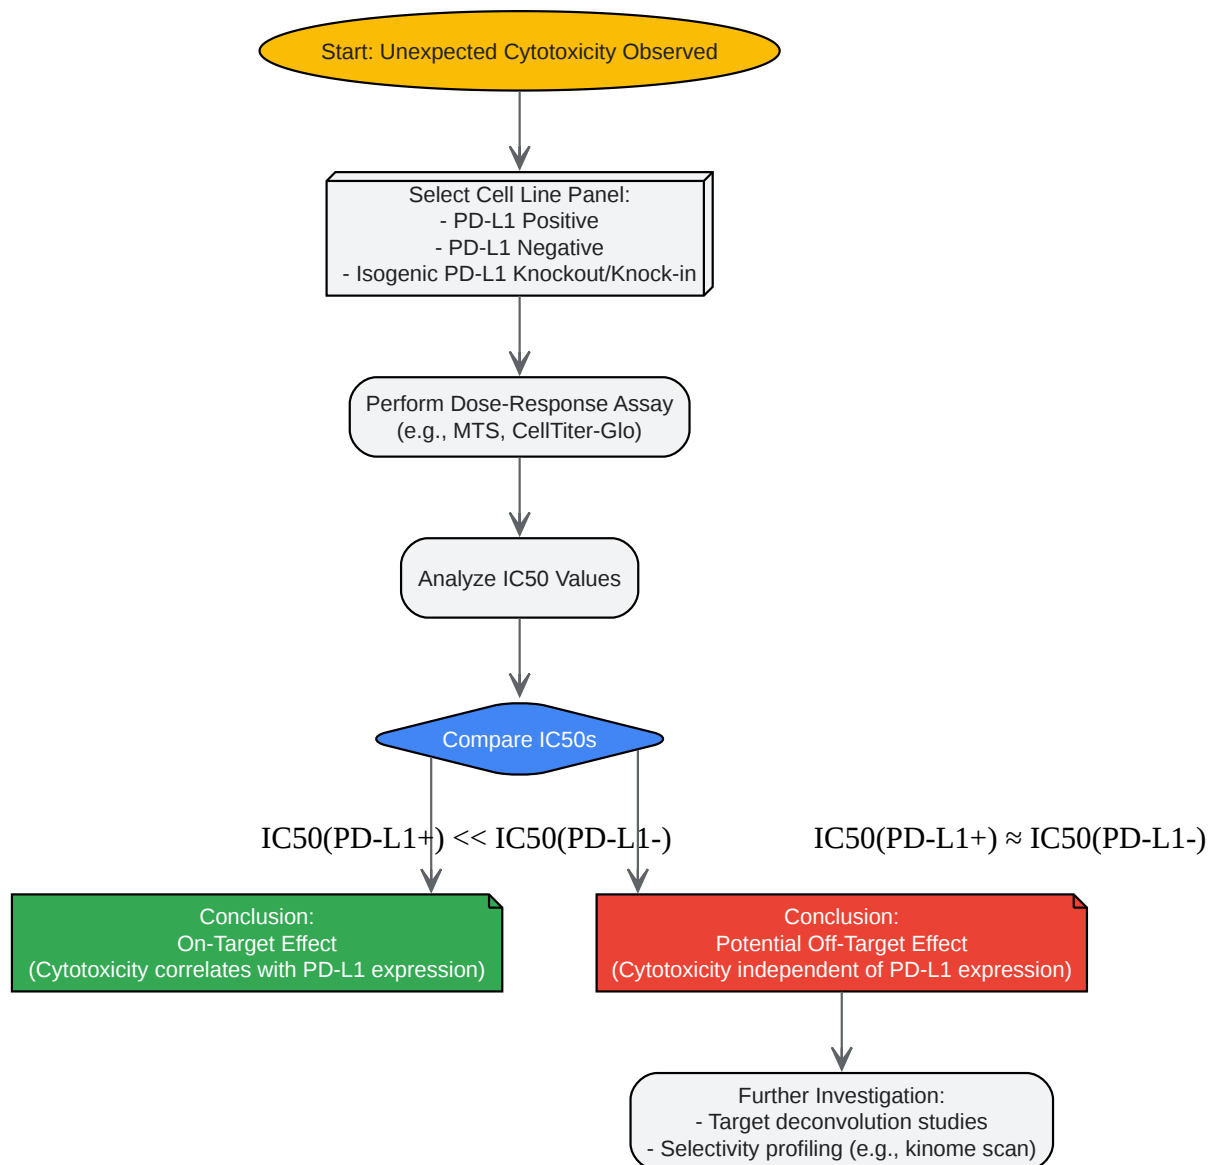 Start: Unexpected Cytotoxicity Observed
Select Cell Line Panel:
- PD-L1 Positive
- PD-L1 Negative
- Isogenic PD-L1 Knockout/Knock-in
Perform Dose-Response Assay
(e.g., MTS, CellTiter-Glo)
Analyze IC50 Values
Compare IC50s
IC50(PD-L1+) << IC50(PD-L1-)
IC50(PD-L1+) ≈ IC50(PD-L1-)
Conclusion:
On-Target Effect
(Cytotoxicity correlates with PD-L1 expression)
Conclusion:
Potential Off-Target Effect
(Cytotoxicity independent of PD-L1 expression)
Further Investigation:
- Target deconvolution studies
- Selectivity profiling (e.g., kinome scan)